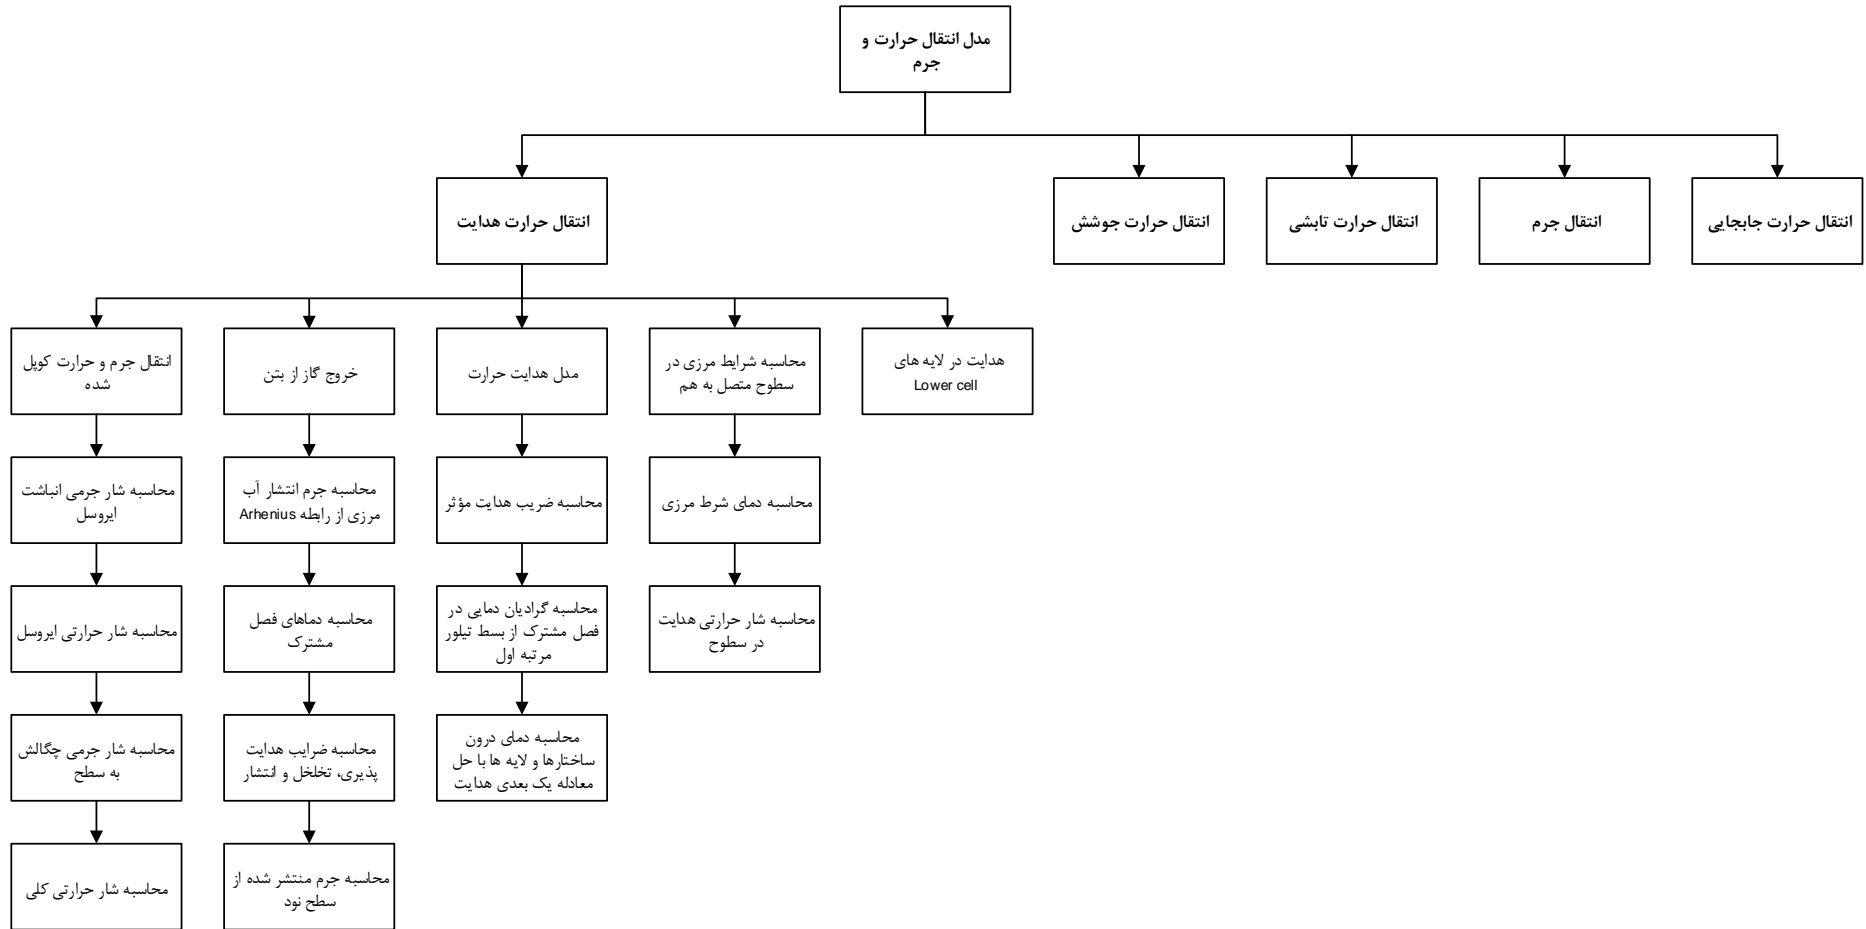 مدل انتقال حرارت و
جرم
انتقال حرارت جابجایی
انتقال جرم
انتقال حرارت تابشی
انتقال حرارت جوشش
انتقال حرارت هدایت
هدایت در لایه های
Lower cell
محاسبه شرایط مرزی در
سطوح متصل به هم
مدل هدایت حرارت
خروج گاز از بتن
انتقال جرم و حرارت کوپل
شده
محاسبه دمای شرط مرزی
محاسبه ضریب هدایت مؤثر
محاسبه جرم انتشار آب
مرزی از رابطه Arhenius
محاسبه شار جرمی انباشت
ایروسل
محاسبه شار حرارتی هدایت
در سطوح
محاسبه گرادیان دمایی در
فصل مشترک از بسط تیلور
مرتبه اول
محاسبه دماهای فصل
مشترک
محاسبه شار حرارتی ایروسل
محاسبه دمای درون
ساختارها و لایه ها با حل
معادله یک بعدی هدایت
محاسبه ضرایب هدایت
پذیری، تخلخل و انتشار
محاسبه شار جرمی چگالش
به سطح
محاسبه جرم منتشر شده از
سطح نود
محاسبه شار حرارتی کلی